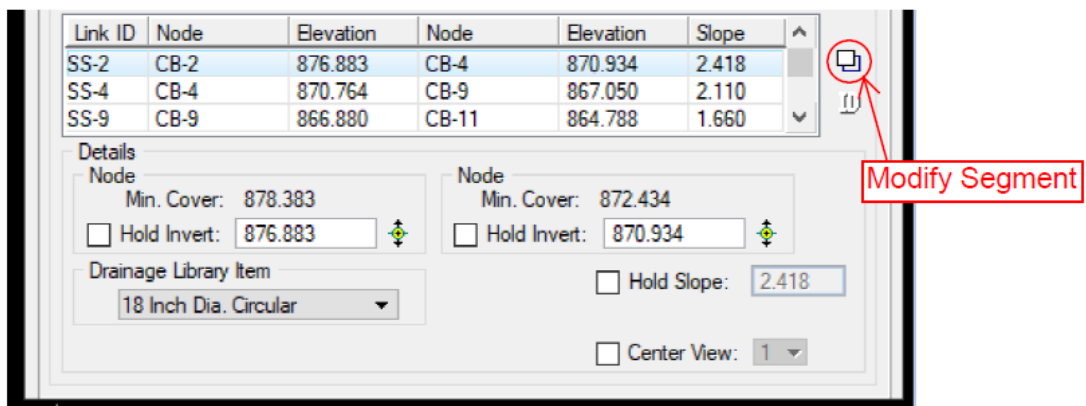 Link ID Node Elevation Node Elevation Slope
SS-2 CB-2 876.883 CB-4 870.934 2.418
SS-4 CB-4 870.764 CB-9 867.050 2.110
SS-9 CB-9 866.880 CB-11 864.788 1.660
ID
Modify Segment
Details
Node Node
Min. Cover: 878.383 Min. Cover: 872.434
Hold Invert: 876.883 Hold Invert: 870.934
Drainage Library Item
Hold Slope: 2.418
18 Inch Dia. Circular
Center View: 1